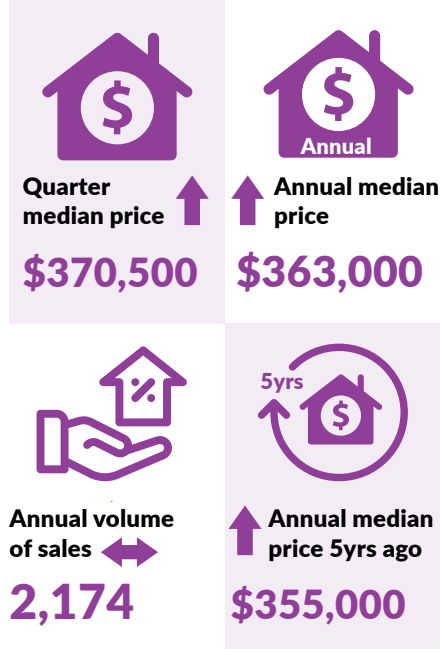 $
$
Annual
Quarter
median price
$370,500
Annual median
price
$363,000
%
Annual volume
of sales
2,174
5yrs
$
Annual median
price 5yrs ago
$355,000